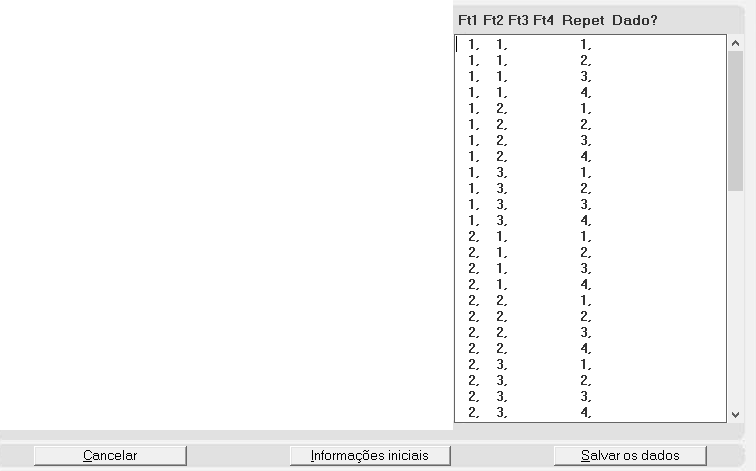 Ft1 Ft2 Ft3 Ft4 Repet Dado?
1, 1, 1,
1, 1, 2,
1, 1, 3,
1, 1, 4,
1, 2, 1,
1, 2, 2,
1, 2, 3,
1, 2, 4,
1, 3, 1,
1, 3, 2,
1, 3, 3,
1, 3, 4,
2, 1, 1,
2, 1, 2,
2, 1, 3,
2, 1, 4,
2, 2, 1,
2, 2, 2,
2, 2, 3,
2, 2, 4,
2, 3, 1,
2, 3, 2,
2, 3, 3,
2, 3, 4,
Cancelar Informações iniciais Salvar os dados